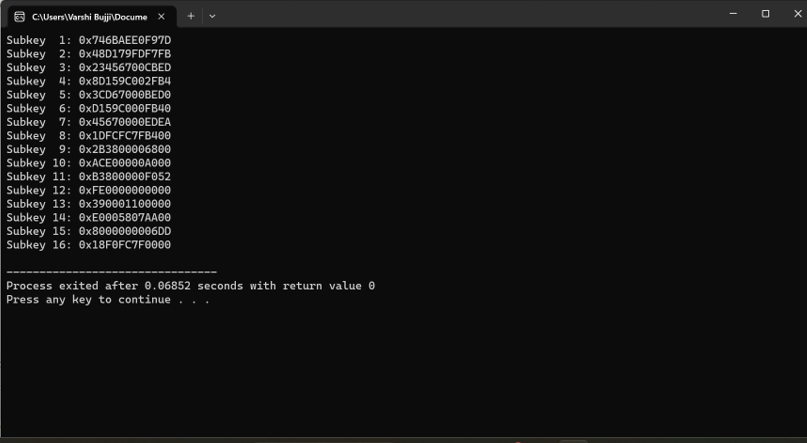 C:\Users\Varshi Bujji\Docume
Subkey  1: 0x746BAEE0F97D
Subkey  2: 0x48D179FDF7FB
Subkey  3: 0x23456700CBED
Subkey  4: 0x8D159C002FB4
Subkey  5: 0x3CD67000BED0
Subkey  6: 0xD159C000FB40
Subkey  7: 0x45670000EDEA
Subkey  8: 0x1DFCFC7FB400
Subkey  9: 0x2B3800006800
Subkey 10: 0xACE00000A000
Subkey 11: 0xB3800000F052
Subkey 12: 0xFE0000000000
Subkey 13: 0x390001100000
Subkey 14: 0xE0005807AA00
Subkey 15: 0x8000000006DD
Subkey 16: 0x18F0FC7F0000
--------------------------------
Process exited after 0.06852 seconds with return value 0
Press any key to continue . . .